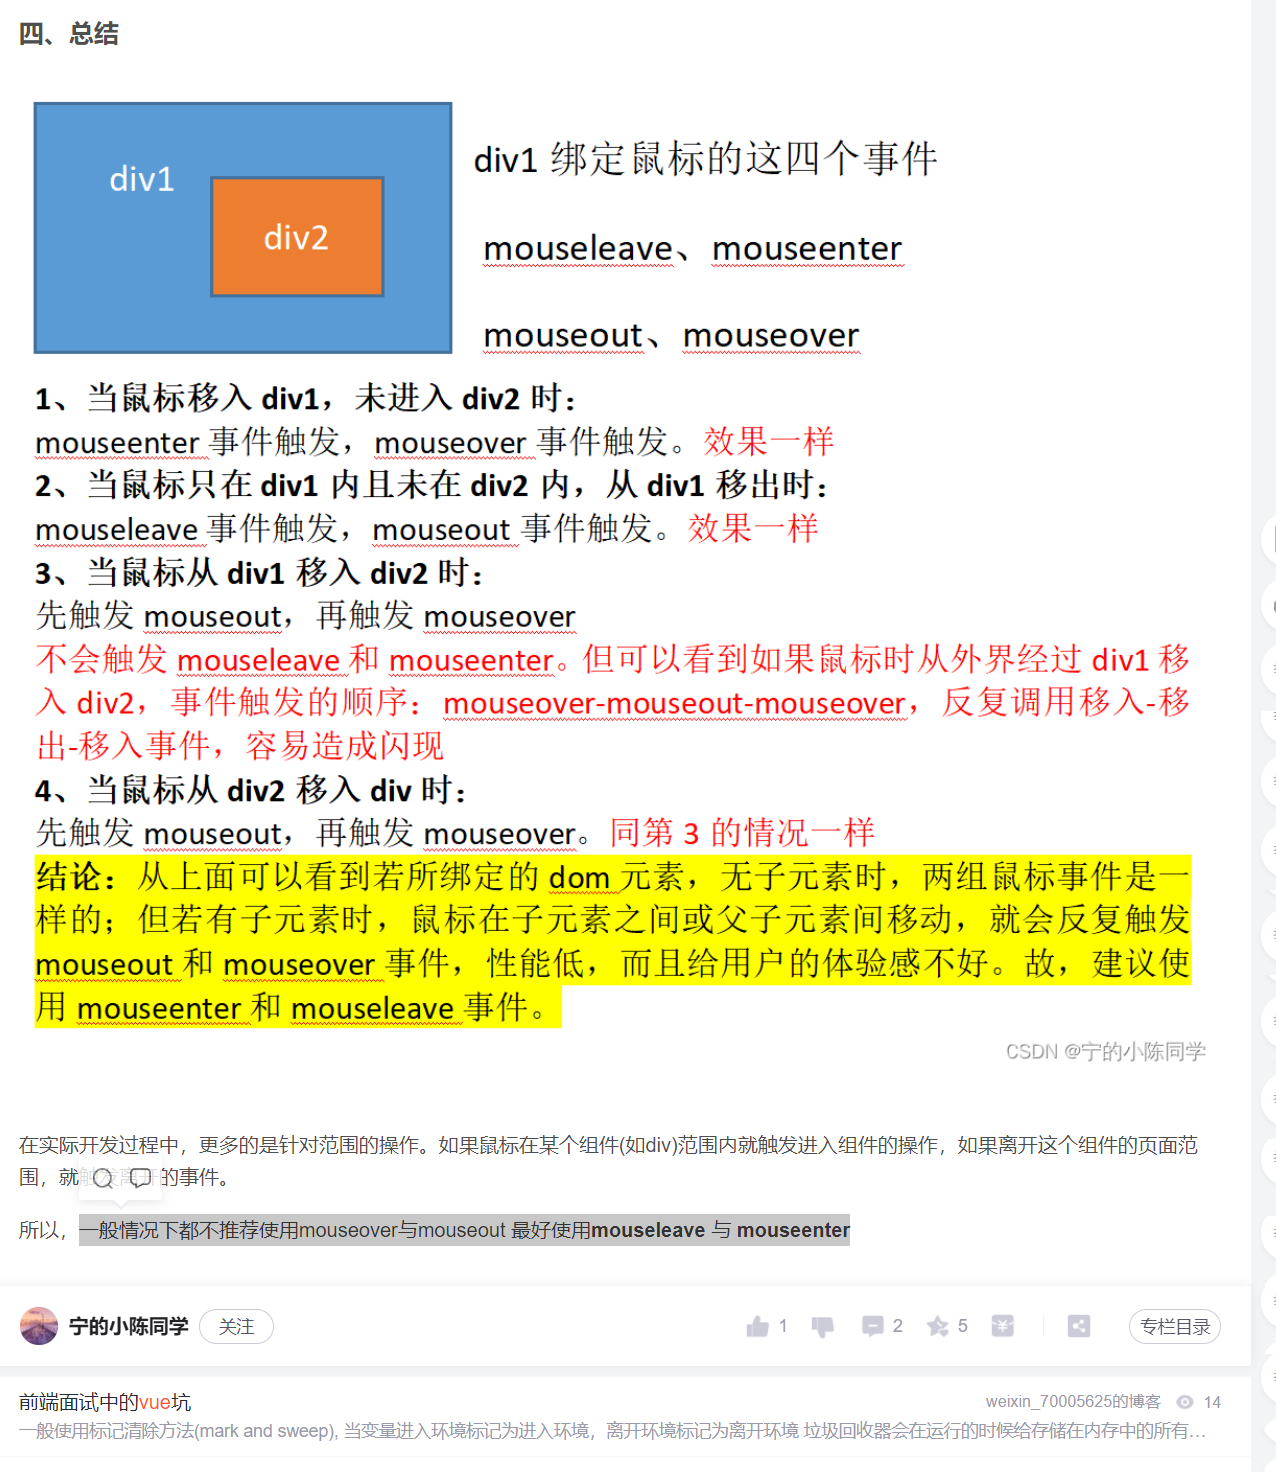 四、总结
div1
div2
div1 绑定鼠标的这四个事件
mouseleave、mouseenter
mouseout、mouseover
1、当鼠标移入 div1，未进入 div2 时：
mouseenter 事件触发，mouseover 事件触发。效果一样
2、当鼠标只在 div1 内且未在 div2 内，从 div1 移出时：
mouseleave 事件触发，mouseout 事件触发。效果一样
3、当鼠标从 div1 移入 div2 时：
先触发 mouseout，再触发 mouseover
不会触发 mouseleave 和 mouseenter。但可以看到如果鼠标时从外界经过 div1 移
入 div2，事件触发的顺序：mouseover-mouseout-mouseover，反复调用移入-移
出-移入事件，容易造成闪现
4、当鼠标从 div2 移入 div 时：
先触发 mouseout，再触发 mouseover。同第 3 的情况一样
结论：从上面可以看到若所绑定的 dom 元素，无子元素时，两组鼠标事件是一
样的；但若有子元素时，鼠标在子元素之间或父子元素间移动，就会反复触发
mouseout 和 mouseover 事件，性能低，而且给用户的体验感不好。故，建议使
用 mouseenter 和 mouseleave 事件。
CSDN @宁的小陈同学
在实际开发过程中，更多的是针对范围的操作。如果鼠标在某个组件(如div)范围内就触发进入组件的操作，如果离开这个组件的页面范
围，就触发离开的事件。
所以，一般情况下都不推荐使用mouseover与mouseout 最好使用mouseleave 与 mouseenter
宁的小陈同学 关注 1 2 5 专栏目录
前端面试中的vue坑 weixin_70005625的博客 14
一般使用标记清除方法(mark and sweep), 当变量进入环境标记为进入环境，离开环境标记为离开环境 垃圾回收器会在运行的时候给存储在内存中的所有...